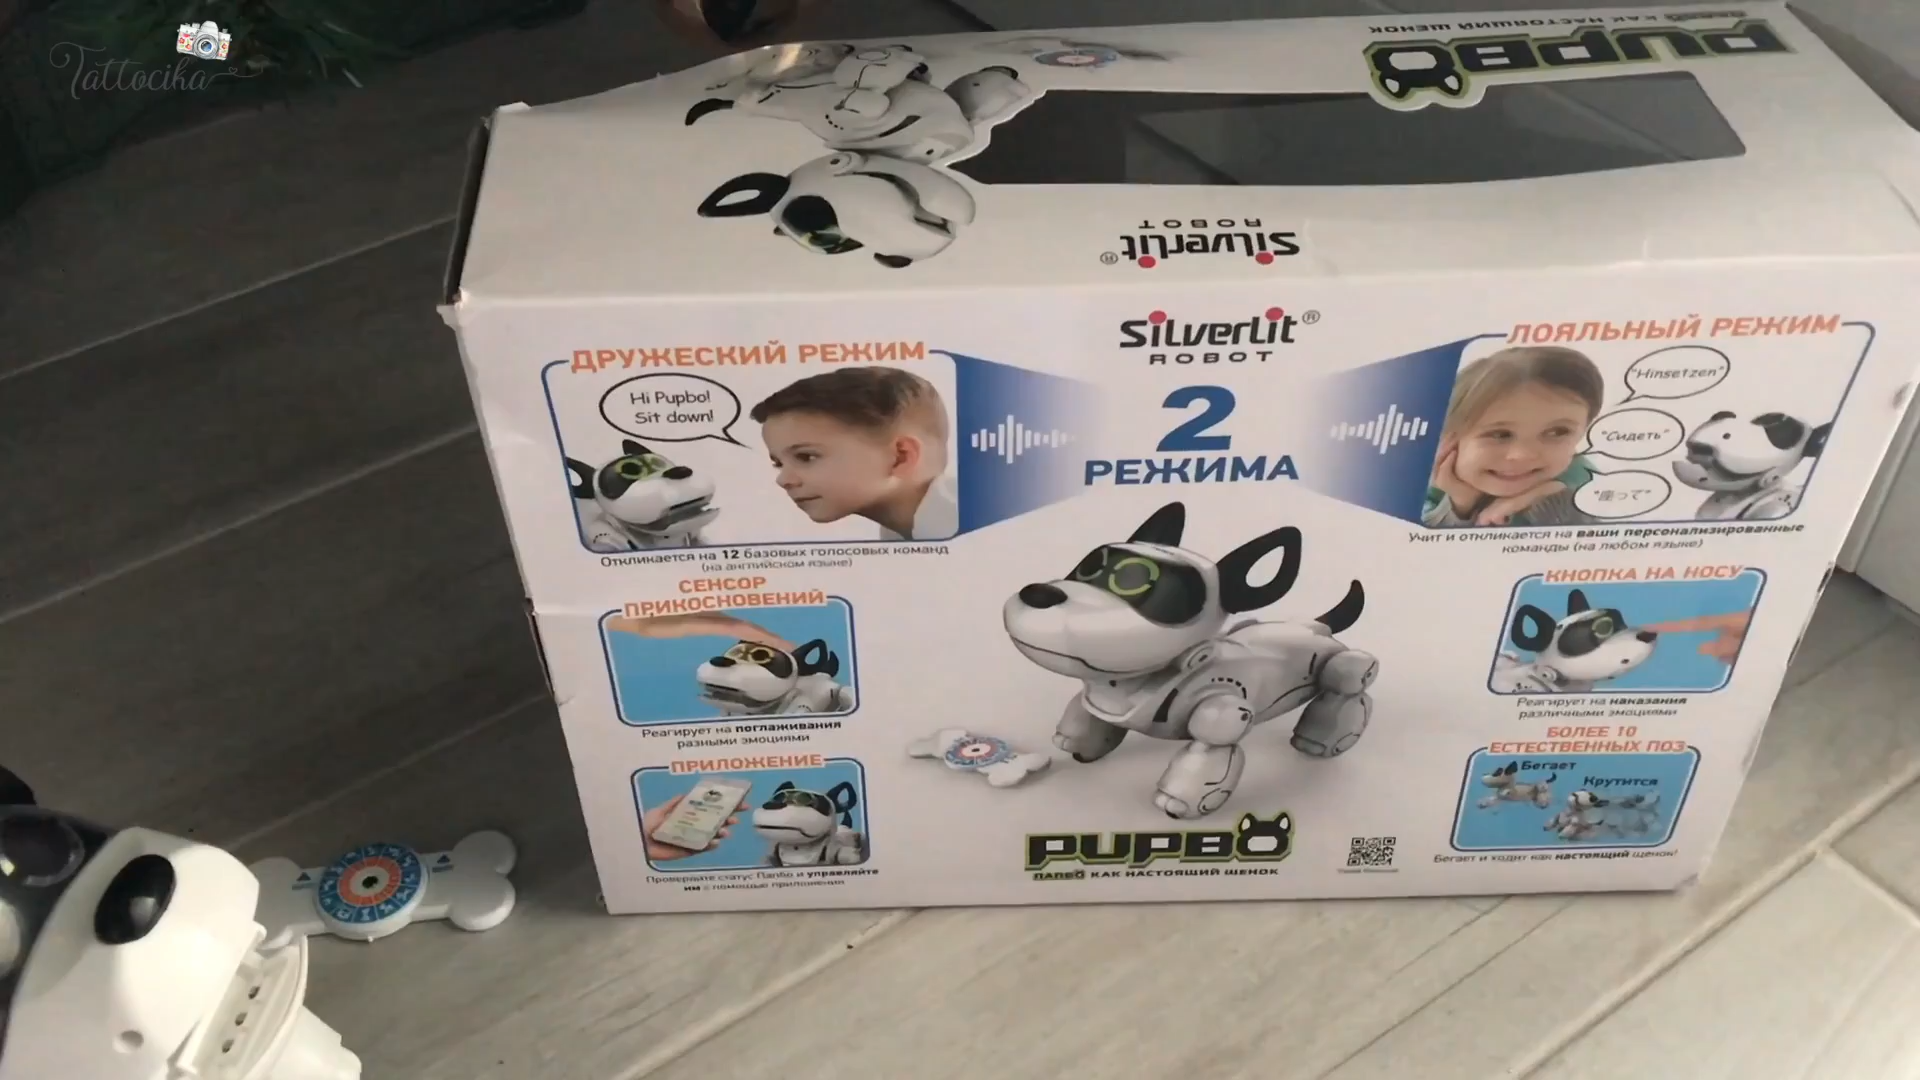 Tattocika
PUPBO
КАК НАСТОЯЩИЙ ЩЕНОК
Silverlit®
ROBOT
Silverlit®
ROBOT
2
РЕЖИМА
ДРУЖЕСКИЙ РЕЖИМ
Hi Pupbo!
Sit down!
Откликается на 12 базовых голосовых команд
(на английском языке)
ЛОЯЛЬНЫЙ РЕЖИМ
"Hinsetzen"
"Сидеть"
"座って"
Учит и откликается на ваши персонализированные
команды (на любом языке)
СЕНСОР
ПРИКОСНОВЕНИЙ
Реагирует на поглаживания
разными эмоциями
КНОПКА НА НОСУ
Реагирует на наказания
различными эмоциями
ПРИЛОЖЕНИЕ
Проверяйте статус Папбо и управляйте
им с помощью приложения
БОЛЕЕ 10
ЕСТЕСТВЕННЫХ ПОЗ
Бегает
Крутится
Бегает и ходит как настоящий щенок!
PUPBO
ПАПБО КАК НАСТОЯЩИЙ ЩЕНОК